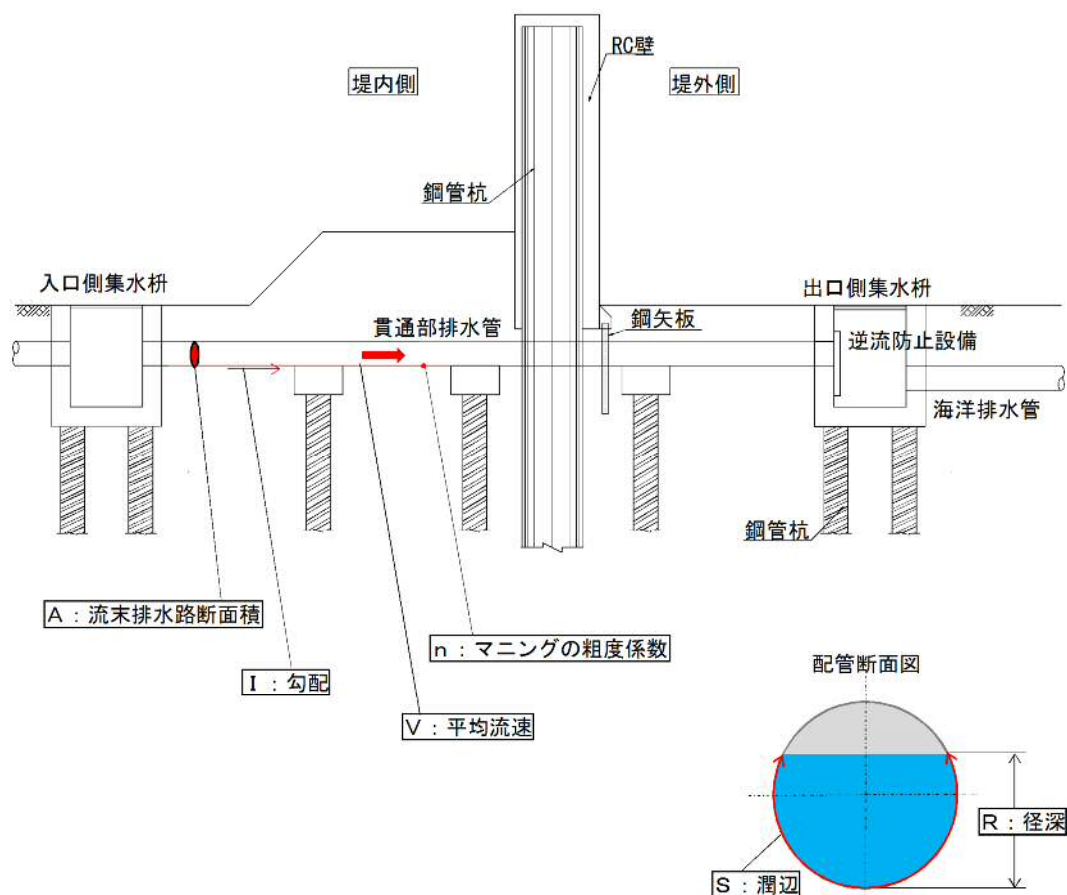 RC壁
堤内側
堤外側
鋼管杭
入口側集水枡
出口側集水枡
貫通部排水管
鋼矢板
逆流防止設備
海洋排水管
鋼管杭
A:流末排水路断面積
n:マニングの粗度係数
I:勾配
V:平均流速
配管断面図
R:径深
S:潤辺